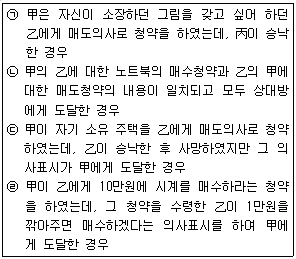 ㉠ 甲은 자신이 소장하던 그림을 갖고 싶어 하던
乙에게 매도의사로 청약을 하였는데, 丙이 승낙
한 경우
㉡ 甲의 乙에 대한 노트북의 매수청약과 乙의 甲에
대한 매도청약의 내용이 일치되고 모두 상대방
에게 도달한 경우
㉢ 甲이 자기 소유 주택을 乙에게 매도의사로 청약
하였는데, 乙이 승낙한 후 사망하였지만 그 의
사표시가 甲에게 도달한 경우
㉣ 甲이 乙에게 10만원에 시계를 매수하라는 청약
을 하였는데, 그 청약을 수령한 乙이 1만원을
깎아주면 매수하겠다는 의사표시를 하여 甲에
게 도달한 경우